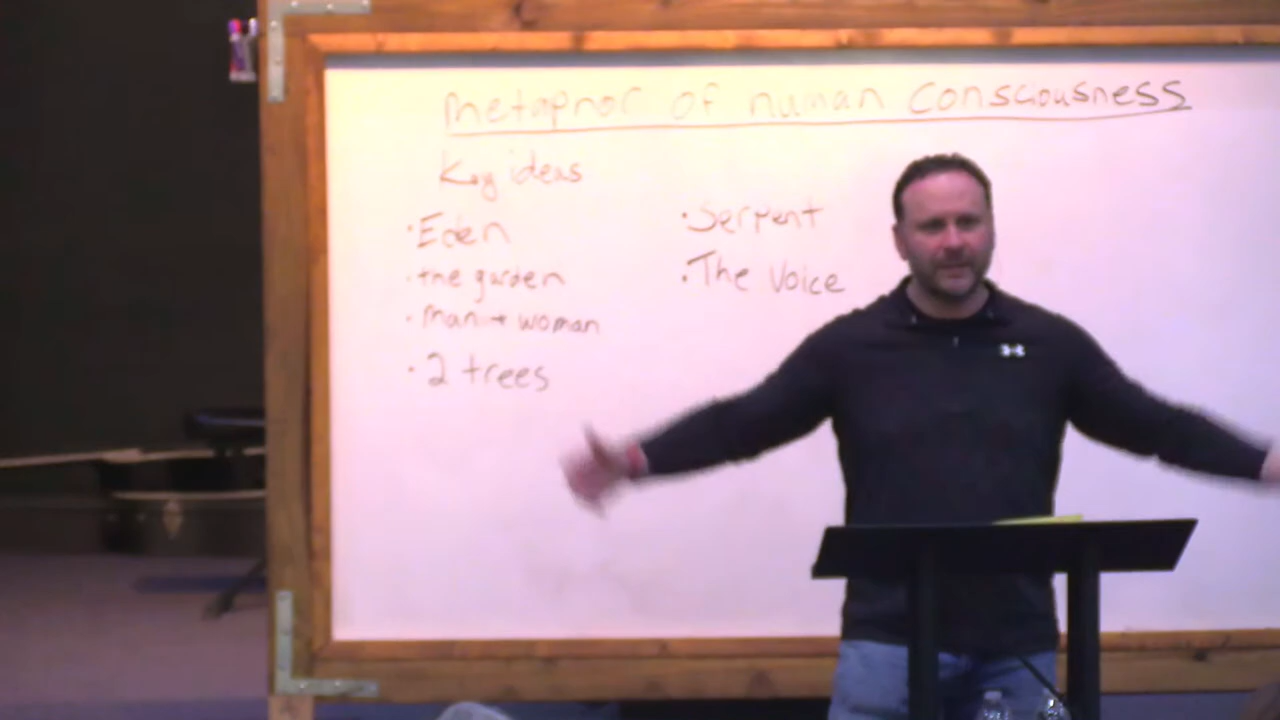 metaphor of human consciousness
Key ideas
• Eden
• the garden
• man + woman
• 2 trees
• Serpent
• The Voice